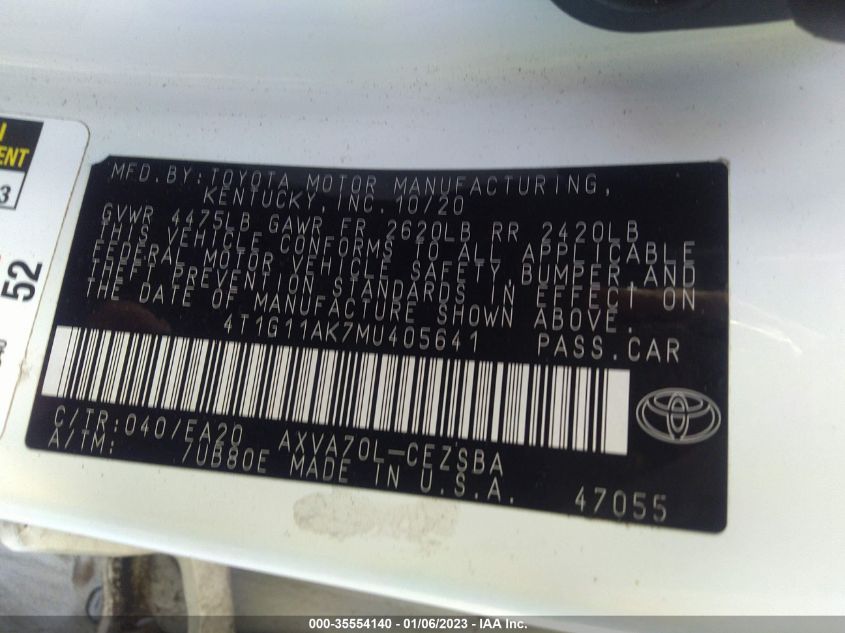 MFD.BY:TOYOTA MOTOR MANUFACTURING,
KENTUCKY, INC. 10/20
GVWR 4475LB GAWR FR 2620LB RR 2420LB
THIS VEHICLE CONFORMS TO ALL APPLICABLE
FEDERAL MOTOR VEHICLE SAFETY,BUMPER AND
THEFT PREVENTION STANDARDS IN EFFECT ON
THE DATE OF MANUFACTURE SHOWN ABOVE.
4T1G11AK7MU405641 PASS.CAR
C/TR:040/EA20 AXVA70L-CEZSBA
A/TM: /UB80E MADE IN U.S.A.
47055
52
3
000-35554140 - 01/06/2023 - IAA Inc.